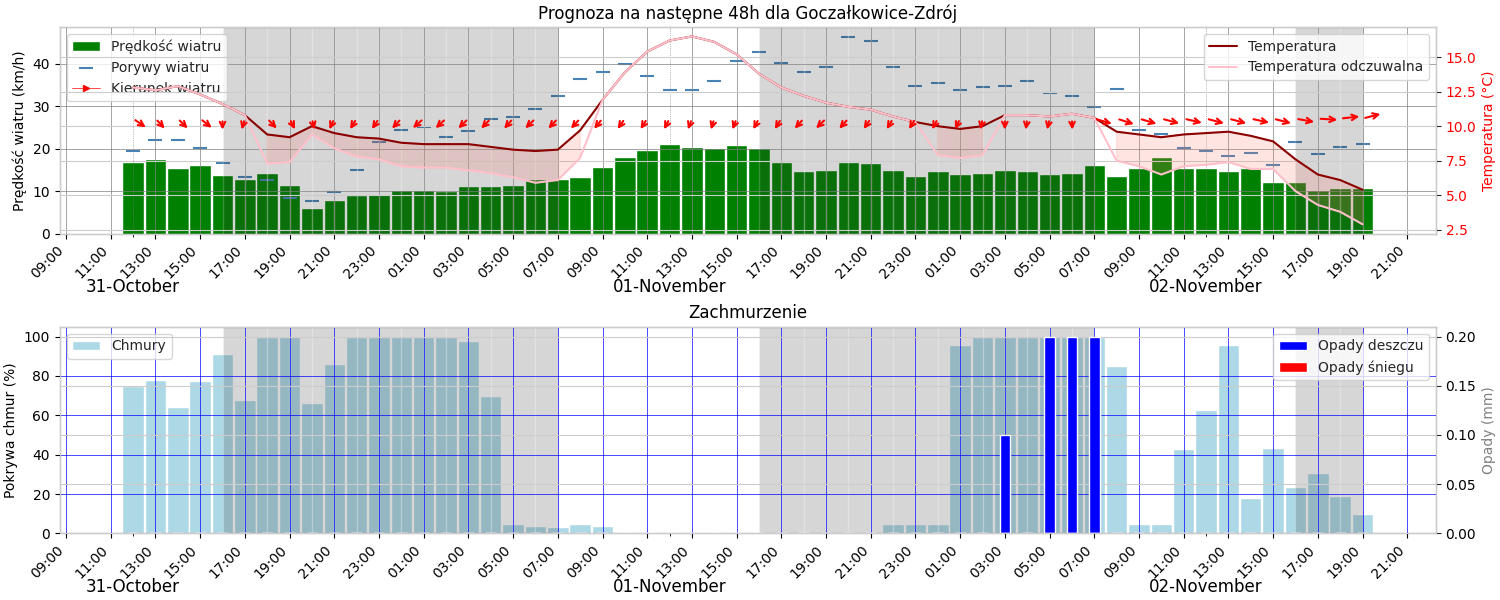 Prognoza na następne 48h dla Goczałkowice-Zdrój
Prędkość wiatru
Porywy wiatru
Kierunek wiatru
Temperatura
Temperatura odczuwalna
Prędkość wiatru (km/h)
40
30
20
10
0
15.0
12.5
10.0
7.5
5.0
2.5
Temperatura (°C)
09:00 11:00 13:00 15:00 17:00 19:00 21:00 23:00 01:00 03:00 05:00 07:00 09:00 11:00 13:00 15:00 17:00 19:00 21:00 23:00 01:00 03:00 05:00 07:00 09:00 11:00 13:00 15:00 17:00 19:00 21:00
31-October 01-November 02-November
Zachmurzenie
Chmury
Opady deszczu
Opady śniegu
Pokrywa chmur (%)
100
80
60
40
20
0
0.20
0.15
0.10
0.05
0.00
Opady (mm)
09:00 11:00 13:00 15:00 17:00 19:00 21:00 23:00 01:00 03:00 05:00 07:00 09:00 11:00 13:00 15:00 17:00 19:00 21:00 23:00 01:00 03:00 05:00 07:00 09:00 11:00 13:00 15:00 17:00 19:00 21:00
31-October 01-November 02-November